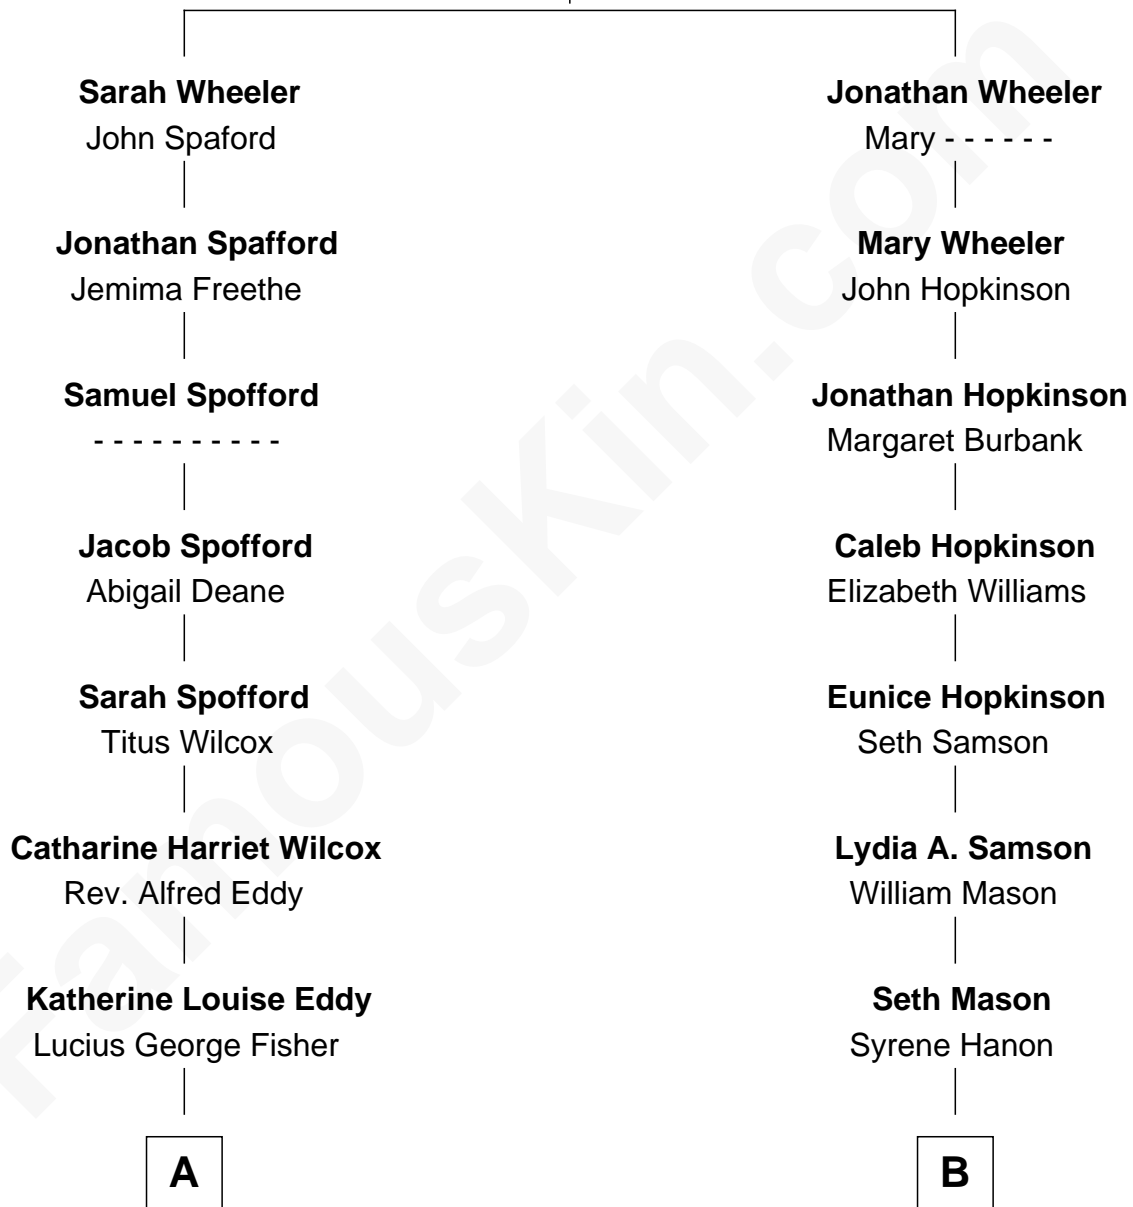 Sarah Wheeler
John Spaford
Jonathan Wheeler
Mary - - - - - -
Jonathan Spafford
Jemima Freethe
Mary Wheeler
John Hopkinson
Samuel Spofford
- - - - - - - - - -
Jonathan Hopkinson
Margaret Burbank
Jacob Spofford
Abigail Deane
Caleb Hopkinson
Elizabeth Williams
Sarah Spofford
Titus Wilcox
Eunice Hopkinson
Seth Samson
Catharine Harriet Wilcox
Rev. Alfred Eddy
Lydia A. Samson
William Mason
Katherine Louise Eddy
Lucius George Fisher
Seth Mason
Syrene Hanon
A
B
FamousKin.com